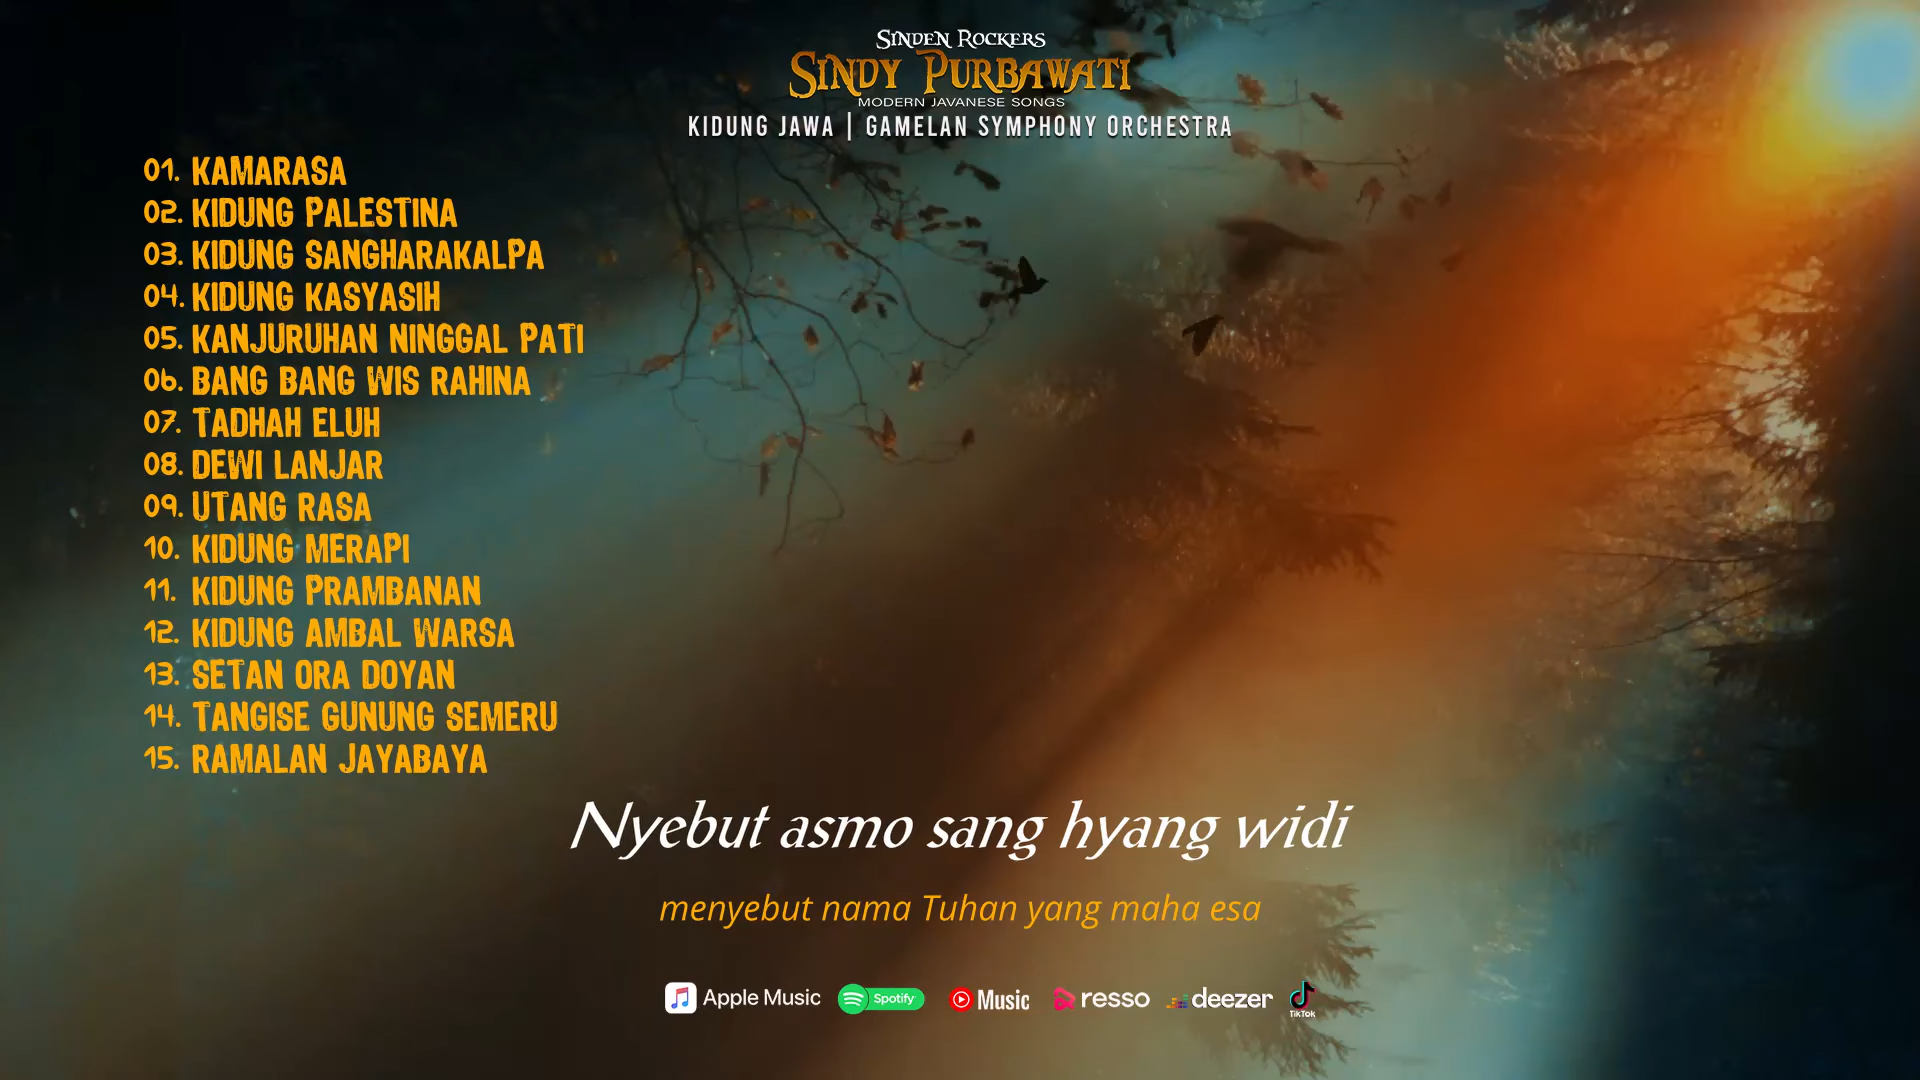 SINDEN ROCKERS
SINDY PURBAWATI
MODERN JAVANESE SONGS
KIDUNG JAWA | GAMELAN SYMPHONY ORCHESTRA
01. KAMARASA
02. KIDUNG PALESTINA
03. KIDUNG SANGHARAKALPA
04. KIDUNG KASYASIH
05. KANJURUHAN NINGGAL PATI
06. BANG BANG WIS RAHINA
07. TADHAH ELUH
08. DEWI LANJAR
09. UTANG RASA
10. KIDUNG MERAPI
11. KIDUNG PRAMBANAN
12. KIDUNG AMBAL WARSA
13. SETAN ORA DOYAN
14. TANGISE GUNUNG SEMERU
15. RAMALAN JAYABAYA
Nyebut asmo sang hyang widi
menyebut nama Tuhan yang maha esa
Apple Music Spotify Music resso deezer TikTok